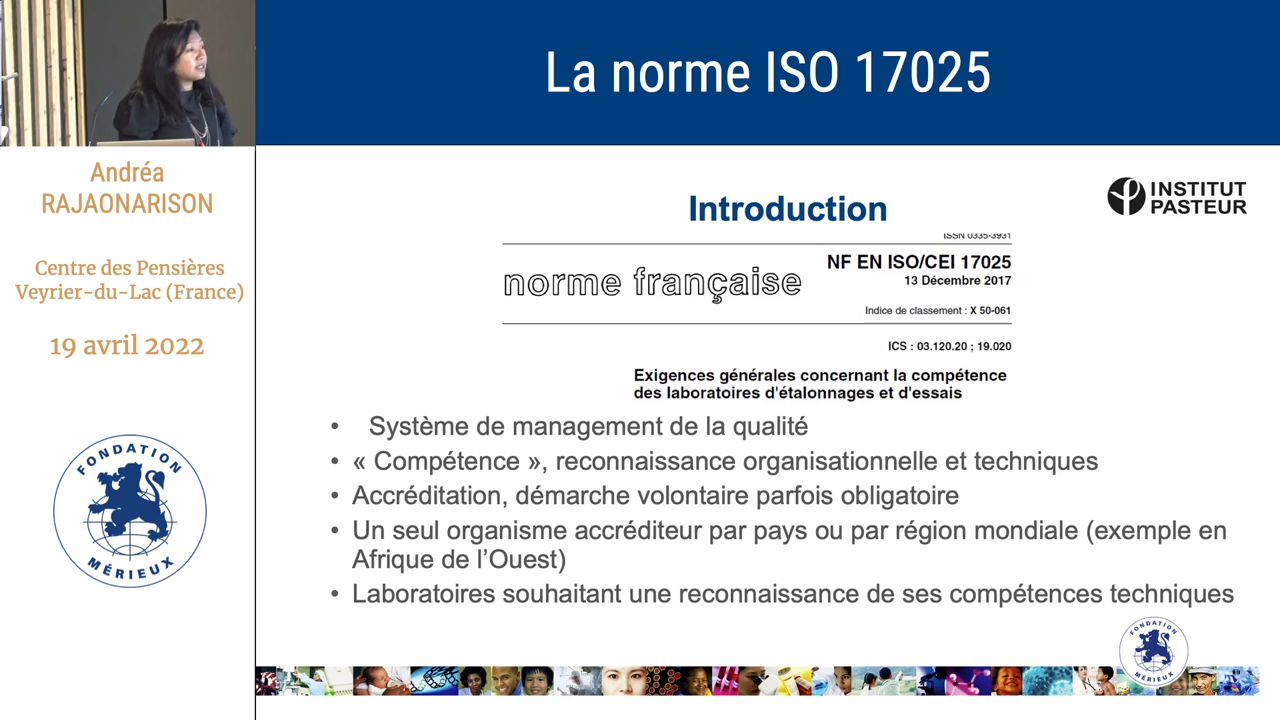 La norme ISO 17025
Andréa
RAJAONARISON
Centre des Pensières
Veyrier-du-Lac (France)
19 avril 2022
FONDATION
MÉRIEUX
INSTITUT
PASTEUR
Introduction
ISSN 0335-3931
norme française
NF EN ISO/CEI 17025
13 Décembre 2017
Indice de classement : X 50-061
ICS : 03.120.20 ; 19.020
Exigences générales concernant la compétence
des laboratoires d'étalonnages et d'essais
• Système de management de la qualité
• « Compétence », reconnaissance organisationnelle et techniques
• Accréditation, démarche volontaire parfois obligatoire
• Un seul organisme accréditeur par pays ou par région mondiale (exemple en
Afrique de l’Ouest)
• Laboratoires souhaitant une reconnaissance de ses compétences techniques
FONDATION
MÉRIEUX